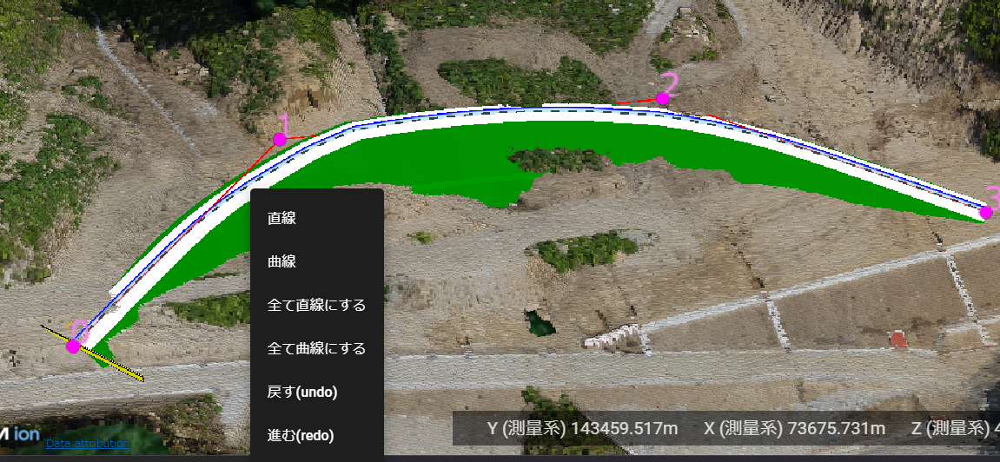 2
1
3
直線
曲線
全て直線にする
0
全て曲線にする
戻す(undo)
進む(redo)
Y (測量系) 143459.517m X (測量系) 73675.731m Z (測量系) 4
ion
Data attribution